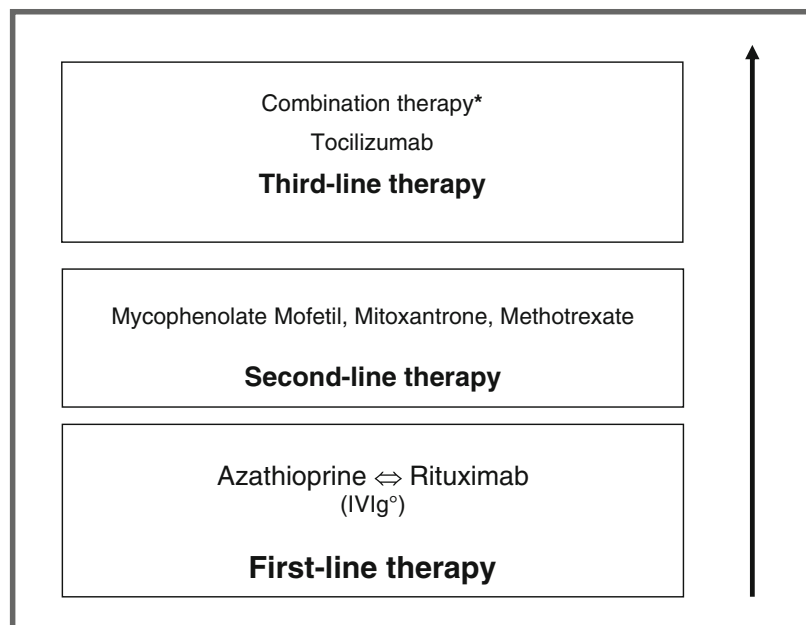 Combination therapy*
Tocilizumab
Third-line therapy
Mycophenolate Mofetil, Mitoxantrone, Methotrexate
Second-line therapy
Azathioprine ⇔ Rituximab
(IVIg°)
First-line therapy